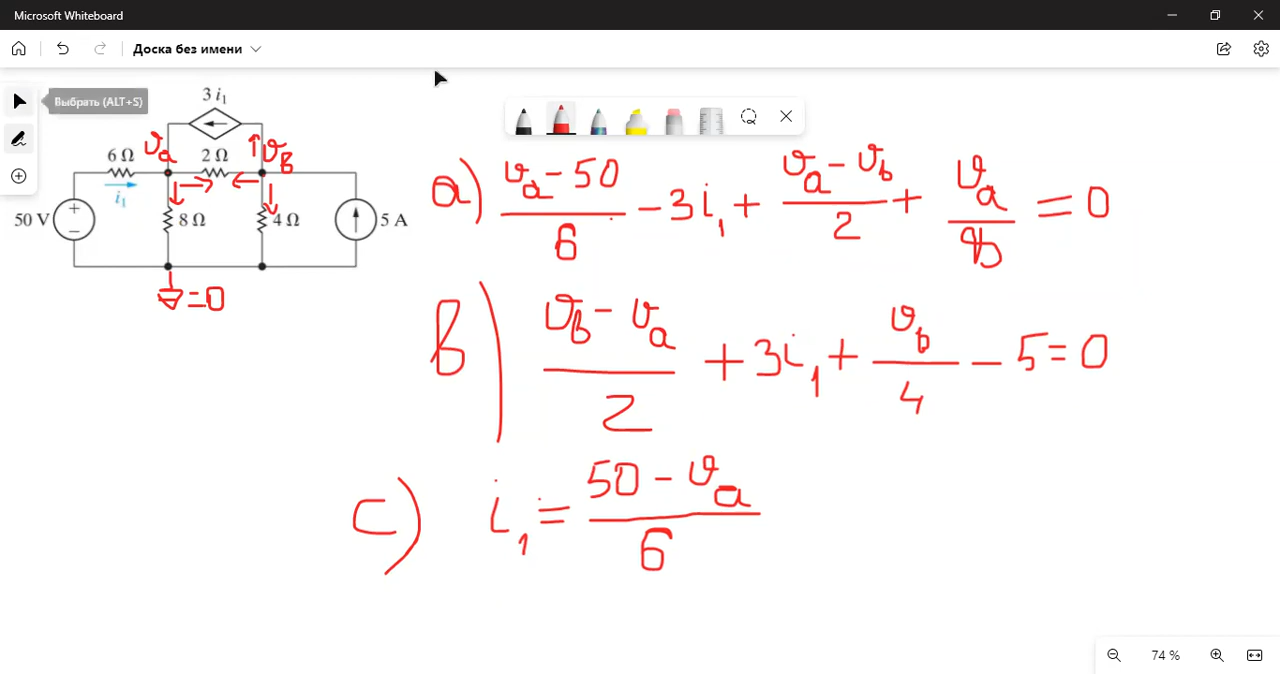 Microsoft Whiteboard
Доска без имени
Выбрать (ALT+S)
3 i₁
6 Ω
𝑣a
2 Ω
𝑣b
i₁
50 V
+
−
8 Ω
4 Ω
5 A
=0
a) (𝑣a − 50)/6 − 3i₁ + (𝑣a − 𝑣b)/2 + 𝑣a/8 = 0
b) (𝑣b − 𝑣a)/2 + 3i₁ + 𝑣b/4 − 5 = 0
c) i₁ = (50 − 𝑣a)/6
74 %